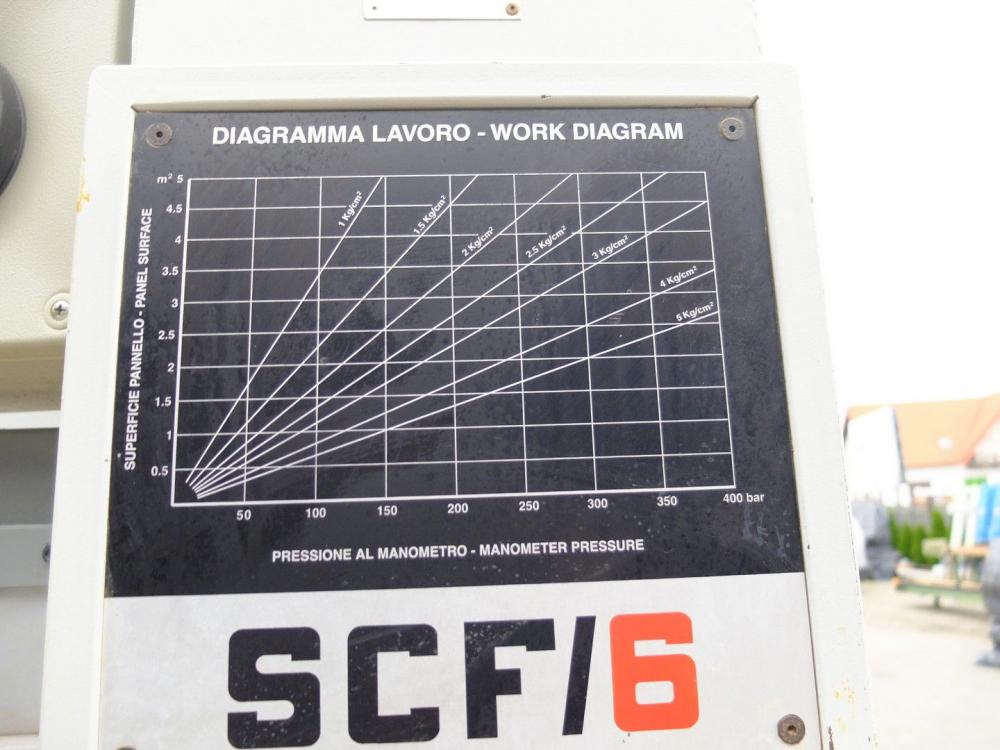 DIAGRAMMA LAVORO - WORK DIAGRAM
m² 5
4.5
4
3.5
3
2.5
2
1.5
1
0.5
SUPERFICIE PANNELLO - PANEL SURFACE
1 Kg/cm²
1.5 Kg/cm²
2 Kg/cm²
2.5 Kg/cm²
3 Kg/cm²
4 Kg/cm²
5 Kg/cm²
50 100 150 200 250 300 350 400 bar
PRESSIONE AL MANOMETRO - MANOMETER PRESSURE
SCF/6